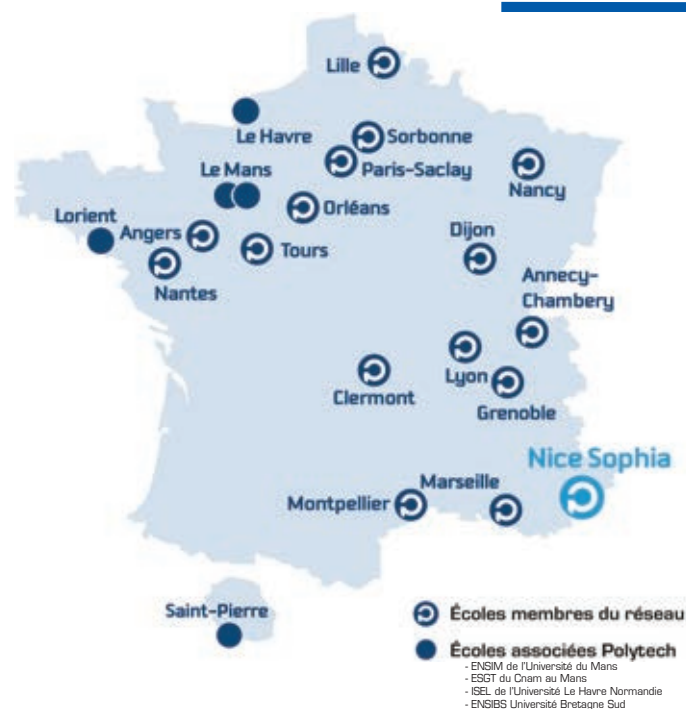 Lille
Le Havre
Sorbonne
Le Mans
Paris-Saclay
Nancy
Orléans
Lorient
Angers
Dijon
Tours
Nantes
Annecy-
Chambery
Lyon
Clermont
Grenoble
Nice Sophia
Marseille
Montpellier
Saint-Pierre
Écoles membres du réseau
Écoles associées Polytech
- ENSIM de l'Université du Mans
- ESGT du Cnam au Mans
- ISEL de l'Université Le Havre Normandie
- ENSIBS Université Bretagne Sud